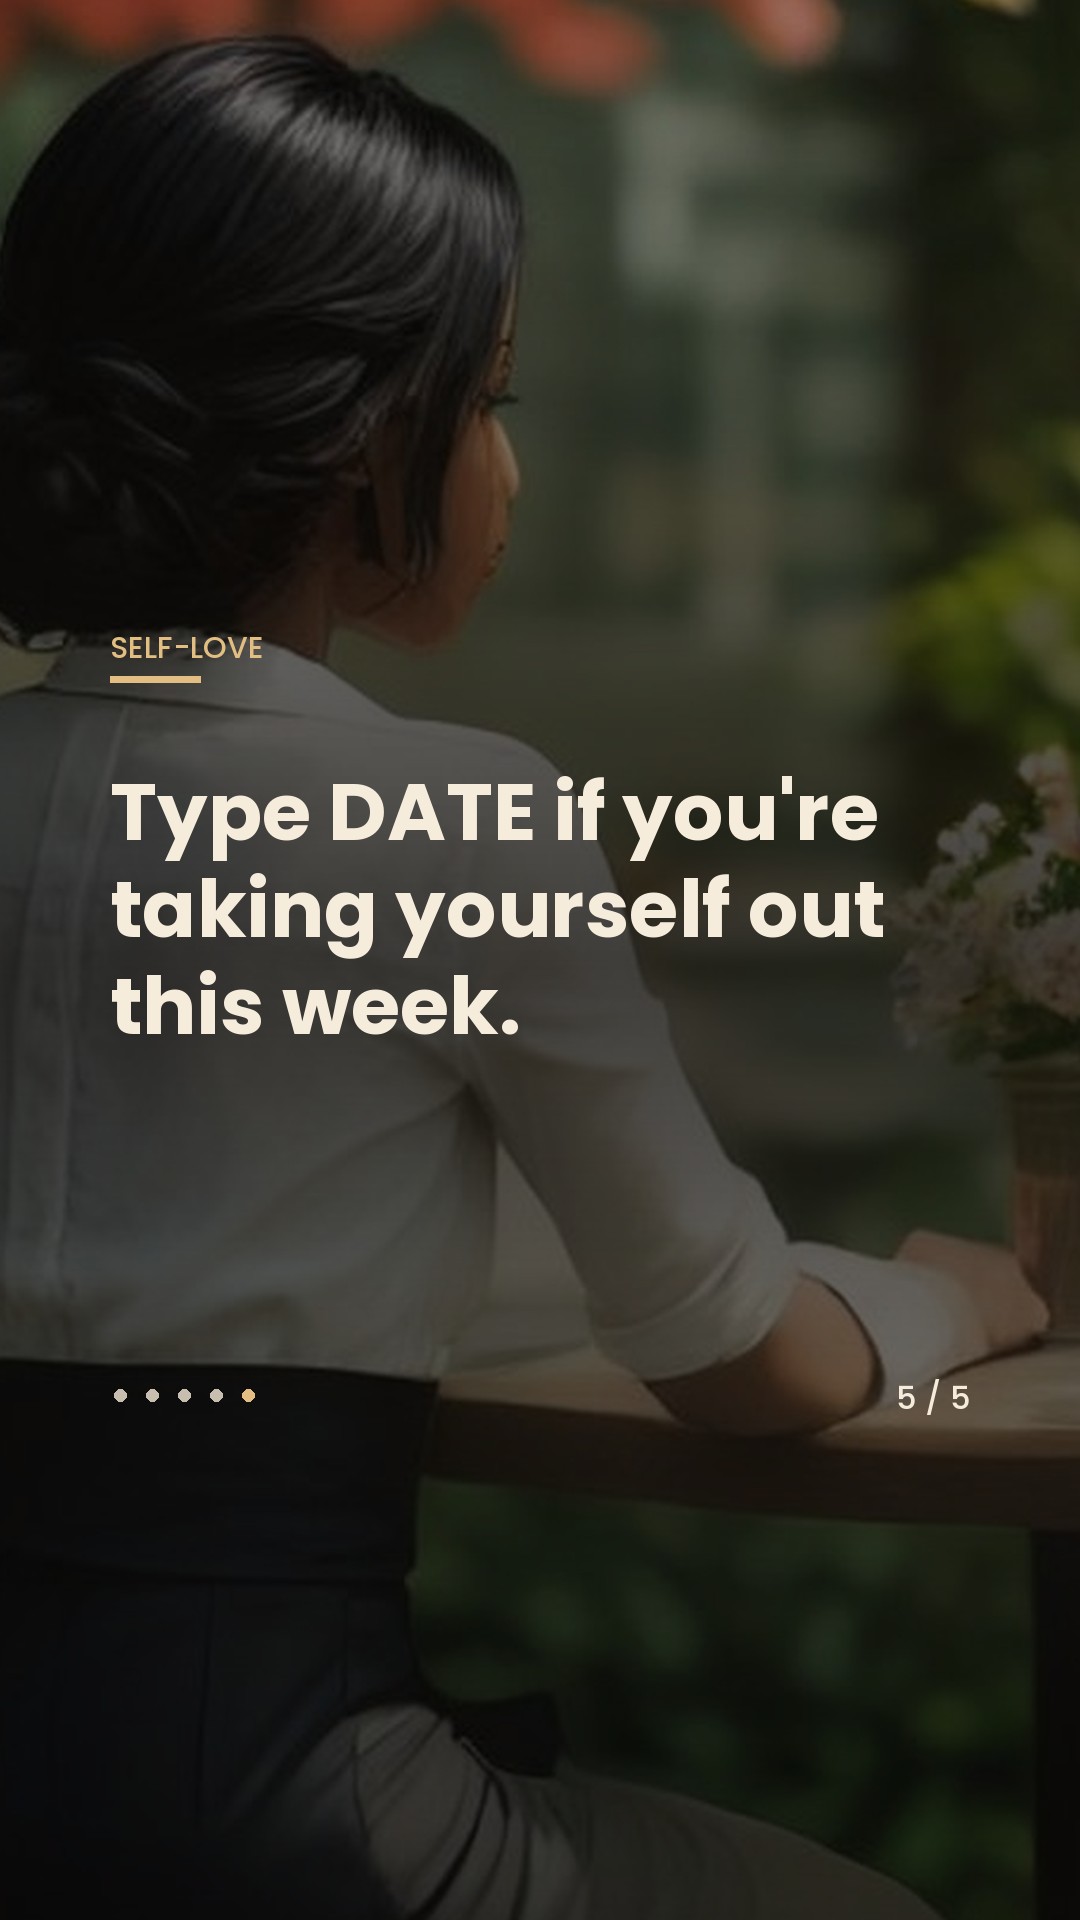 SELF-LOVE
Type DATE if you're
taking yourself out
this week.
5 / 5